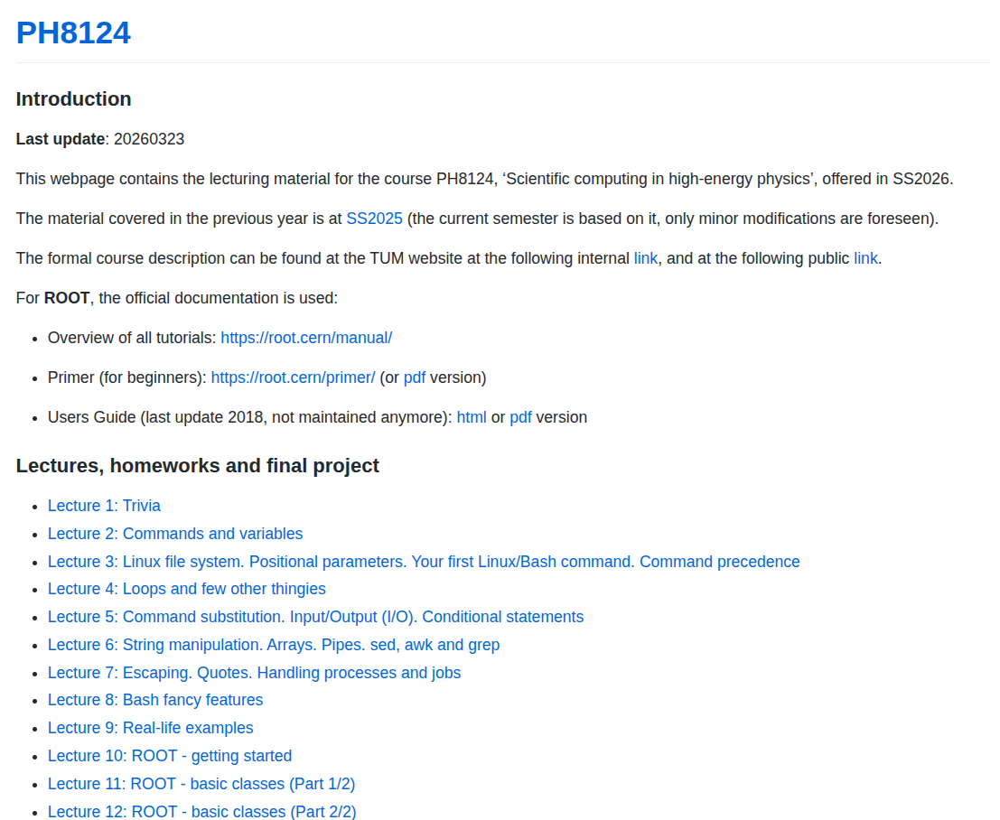 PH8124
Introduction
Last update: 20260323
This webpage contains the lecturing material for the course PH8124, ‘Scientific computing in high-energy physics’, offered in SS2026.
The material covered in the previous year is at SS2025 (the current semester is based on it, only minor modifications are foreseen).
The formal course description can be found at the TUM website at the following internal link, and at the following public link.
For ROOT, the official documentation is used:
• Overview of all tutorials: https://root.cern/manual/
• Primer (for beginners): https://root.cern/primer/ (or pdf version)
• Users Guide (last update 2018, not maintained anymore): html or pdf version
Lectures, homeworks and final project
• Lecture 1: Trivia
• Lecture 2: Commands and variables
• Lecture 3: Linux file system. Positional parameters. Your first Linux/Bash command. Command precedence
• Lecture 4: Loops and few other thingies
• Lecture 5: Command substitution. Input/Output (I/O). Conditional statements
• Lecture 6: String manipulation. Arrays. Pipes. sed, awk and grep
• Lecture 7: Escaping. Quotes. Handling processes and jobs
• Lecture 8: Bash fancy features
• Lecture 9: Real-life examples
• Lecture 10: ROOT - getting started
• Lecture 11: ROOT - basic classes (Part 1/2)
• Lecture 12: ROOT - basic classes (Part 2/2)